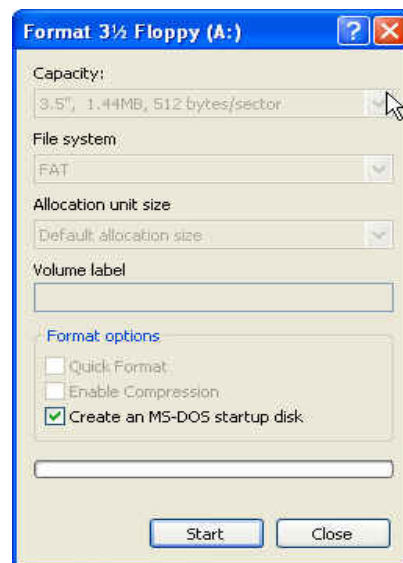 Format 3½ Floppy (A:)
Capacity:
3.5", 1.44MB, 512 bytes/sector
File system
FAT
Allocation unit size
Default allocation size
Volume label
Format options
Quick Format
Enable Compression
Create an MS-DOS startup disk
Start
Close